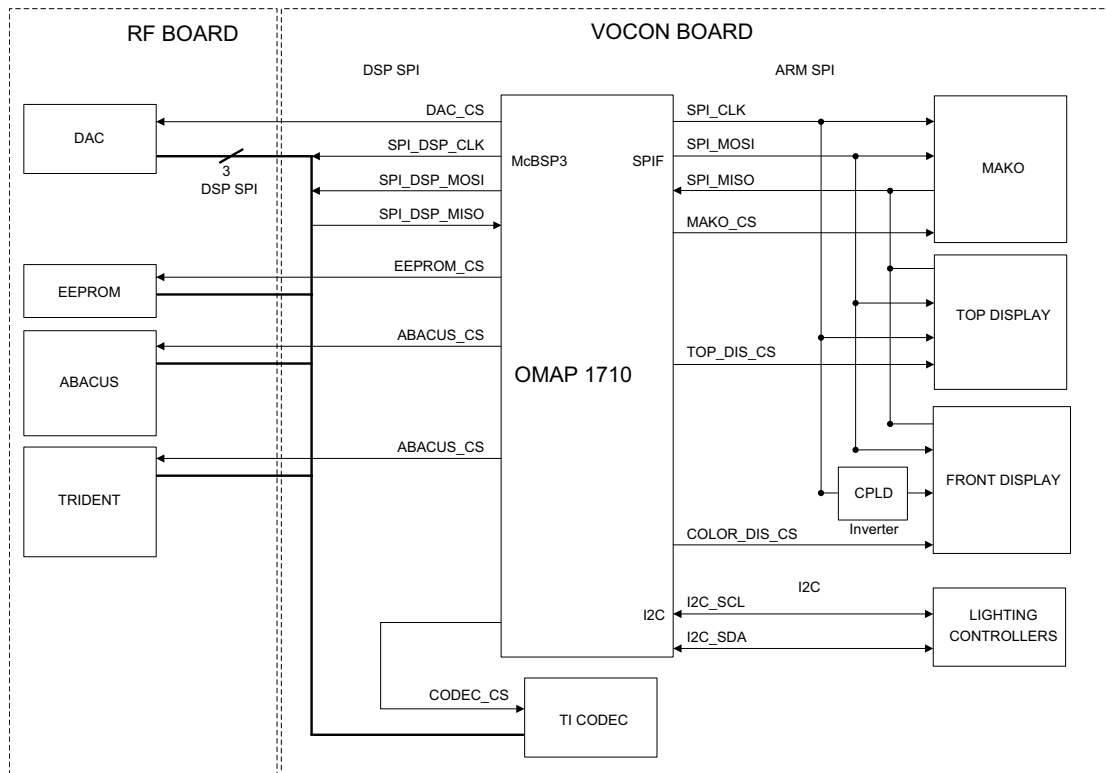 RF BOARD
VOCON BOARD
DSP SPI
ARM SPI
DAC
DAC_CS
SPI_DSP_CLK
SPI_DSP_MOSI
SPI_DSP_MISO
3
DSP SPI
McBSP3
SPIF
SPI_CLK
SPI_MOSI
SPI_MISO
MAKO_CS
MAKO
EEPROM
EEPROM_CS
ABACUS
ABACUS_CS
OMAP 1710
TOP_DIS_CS
TOP DISPLAY
TRIDENT
ABACUS_CS
CPLD
Inverter
FRONT DISPLAY
COLOR_DIS_CS
I2C
I2C
I2C_SCL
I2C_SDA
LIGHTING
CONTROLLERS
CODEC_CS
TI CODEC